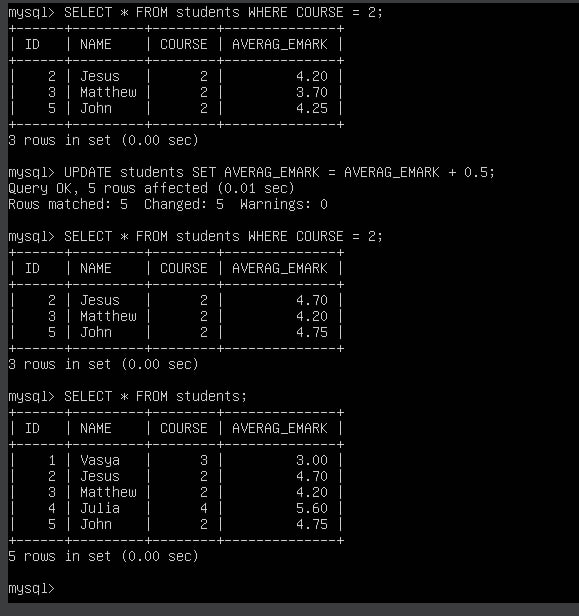 mysql> SELECT * FROM students WHERE COURSE = 2;
+------+----------+--------+--------------+
| ID | NAME | COURSE | AVERAG_EMARK |
+------+----------+--------+--------------+
| 2 | Jesus | 2 | 4.20 |
| 3 | Matthew | 2 | 3.70 |
| 5 | John | 2 | 4.25 |
+------+----------+--------+--------------+
3 rows in set (0.00 sec)
mysql> UPDATE students SET AVERAG_EMARK = AVERAG_EMARK + 0.5;
Query OK, 5 rows affected (0.01 sec)
Rows matched: 5 Changed: 5 Warnings: 0
mysql> SELECT * FROM students WHERE COURSE = 2;
+------+----------+--------+--------------+
| ID | NAME | COURSE | AVERAG_EMARK |
+------+----------+--------+--------------+
| 2 | Jesus | 2 | 4.70 |
| 3 | Matthew | 2 | 4.20 |
| 5 | John | 2 | 4.75 |
+------+----------+--------+--------------+
3 rows in set (0.00 sec)
mysql> SELECT * FROM students;
+------+----------+--------+--------------+
| ID | NAME | COURSE | AVERAG_EMARK |
+------+----------+--------+--------------+
| 1 | Vasya | 3 | 3.00 |
| 2 | Jesus | 2 | 4.70 |
| 3 | Matthew | 2 | 4.20 |
| 4 | Julia | 4 | 5.60 |
| 5 | John | 2 | 4.75 |
+------+----------+--------+--------------+
5 rows in set (0.00 sec)
mysql>